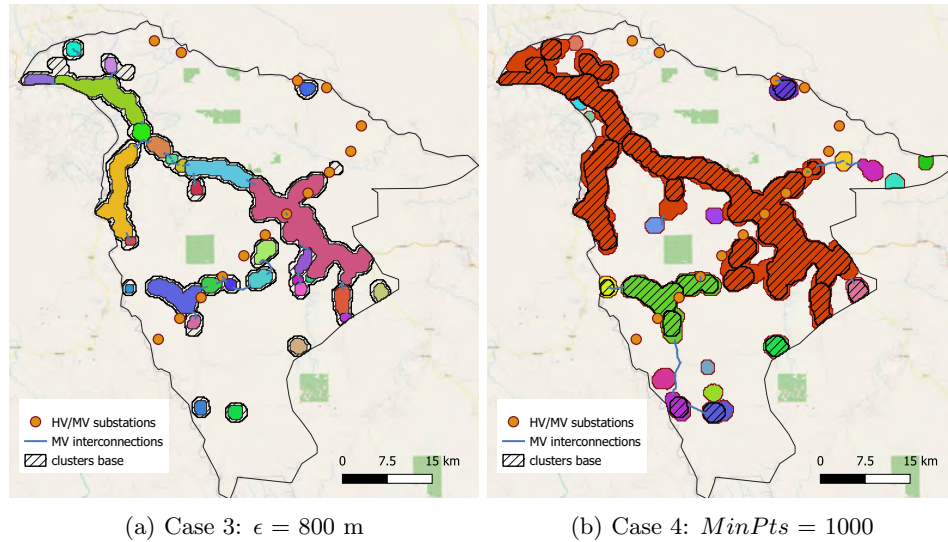 HV/MV substations
MV interconnections
clusters base
0 7.5 15 km
HV/MV substations
MV interconnections
clusters base
0 7.5 15 km
(a) Case 3: ϵ = 800 m
(b) Case 4: MinPts = 1000